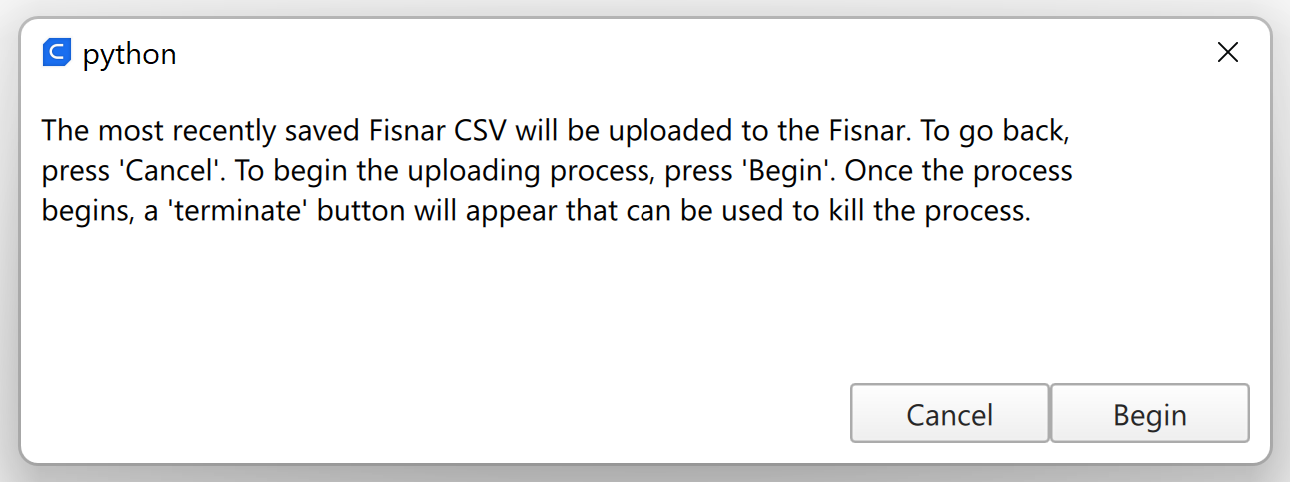 python
The most recently saved Fisnar CSV will be uploaded to the Fisnar. To go back,
press 'Cancel'. To begin the uploading process, press 'Begin'. Once the process
begins, a 'terminate' button will appear that can be used to kill the process.
Cancel Begin